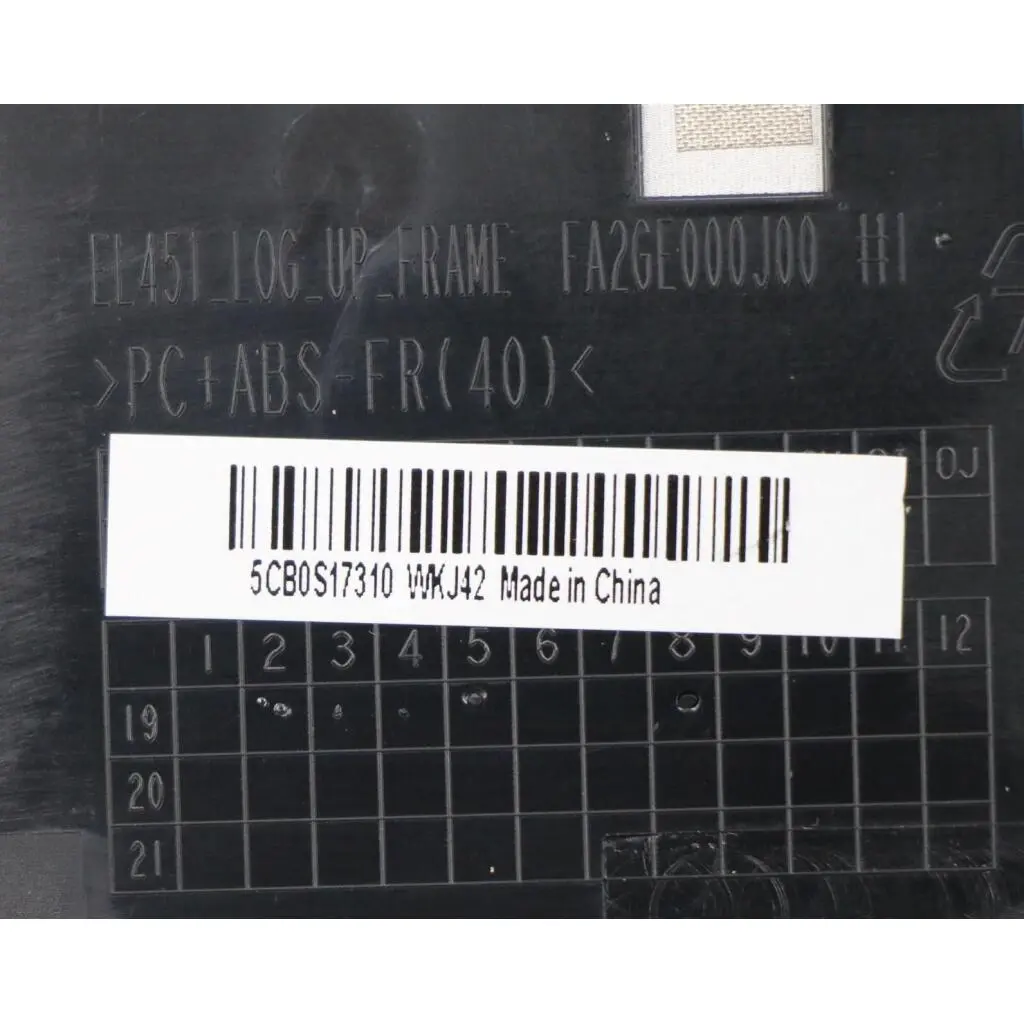 EL451_LOG_UP_FRAME FA2GE000J00 H1
>PC+ABS-FR(40)<
0J
5CB0S17310 WKJ42 Made in China
1 2 3 4 5 6 7 8 9 10 11 12
19
20
21